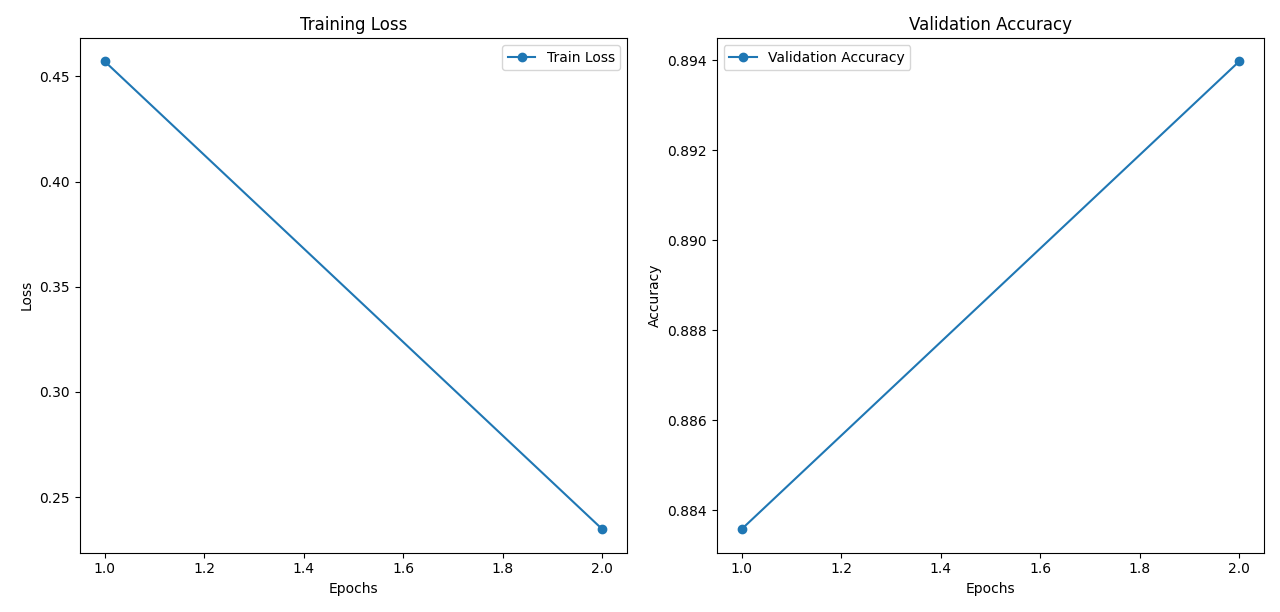 Training Loss
Train Loss
0.45
0.40
0.35
0.30
0.25
Loss
1.0 1.2 1.4 1.6 1.8 2.0
Epochs
Validation Accuracy
Validation Accuracy
0.894
0.892
0.890
0.888
0.886
0.884
Accuracy
1.0 1.2 1.4 1.6 1.8 2.0
Epochs